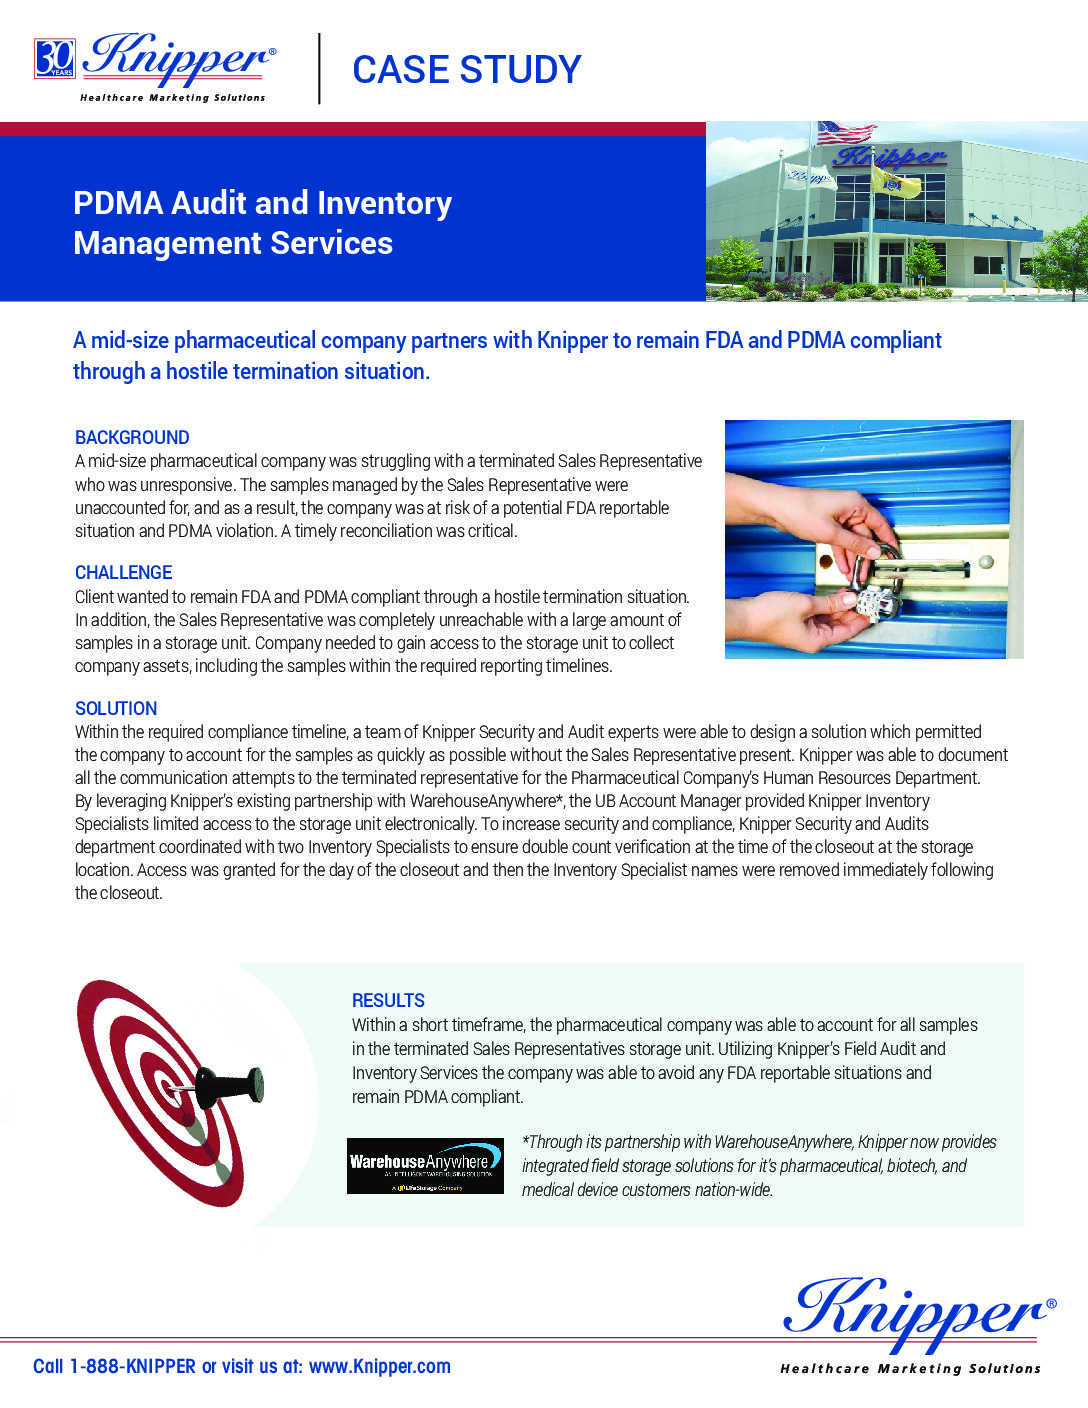 30
YEARS
Knipper®
Healthcare Marketing Solutions
CASE STUDY
Knipper
Knipper
PDMA Audit and Inventory
Management Services
A mid-size pharmaceutical company partners with Knipper to remain FDA and PDMA compliant
through a hostile termination situation.
BACKGROUND
A mid-size pharmaceutical company was struggling with a terminated Sales Representative
who was unresponsive. The samples managed by the Sales Representative were
unaccounted for, and as a result, the company was at risk of a potential FDA reportable
situation and PDMA violation. A timely reconciliation was critical.
CHALLENGE
Client wanted to remain FDA and PDMA compliant through a hostile termination situation.
In addition, the Sales Representative was completely unreachable with a large amount of
samples in a storage unit. Company needed to gain access to the storage unit to collect
company assets, including the samples within the required reporting timelines.
SOLUTION
Within the required compliance timeline, a team of Knipper Security and Audit experts were able to design a solution which permitted
the company to account for the samples as quickly as possible without the Sales Representative present. Knipper was able to document
all the communication attempts to the terminated representative for the Pharmaceutical Company's Human Resources Department.
By leveraging Knipper's existing partnership with WarehouseAnywhere*, the UB Account Manager provided Knipper Inventory
Specialists limited access to the storage unit electronically. To increase security and compliance, Knipper Security and Audits
department coordinated with two Inventory Specialists to ensure double count verification at the time of the closeout at the storage
location. Access was granted for the day of the closeout and then the Inventory Specialist names were removed immediately following
the closeout.
RESULTS
Within a short timeframe, the pharmaceutical company was able to account for all samples
in the terminated Sales Representatives storage unit. Utilizing Knipper's Field Audit and
Inventory Services the company was able to avoid any FDA reportable situations and
remain PDMA compliant.
WarehouseAnywhere
AN INTELLIGENT WAREHOUSING SOLUTION
A LifeStorage Company
*Through its partnership with WarehouseAnywhere, Knipper now provides
integrated field storage solutions for it's pharmaceutical, biotech, and
medical device customers nation-wide.
Knipper®
Healthcare Marketing Solutions
Call 1-888-KNIPPER or visit us at: www.Knipper.com